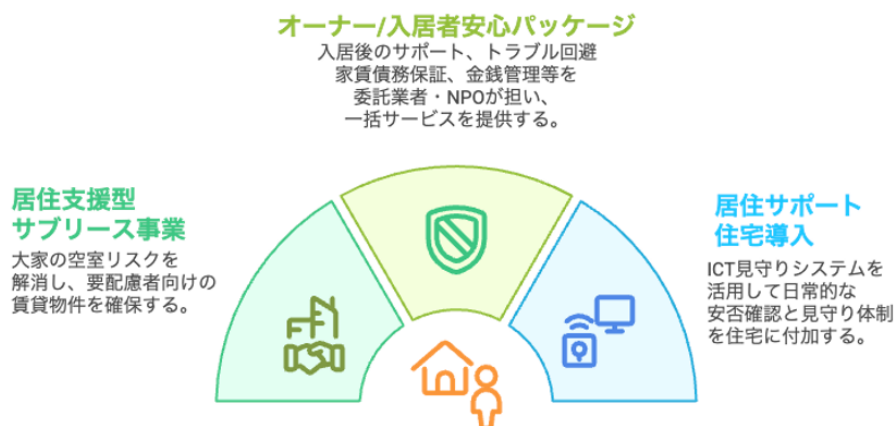 オーナー/入居者安心パッケージ
入居後のサポート、トラブル回避
家賃債務保証、金銭管理等を
委託業者・NPOが担い、
一括サービスを提供する。
居住支援型
サブリース事業
大家の空室リスクを
解消し、要配慮者向けの
賃貸物件を確保する。
居住サポート
住宅導入
ICT見守りシステムを
活用して日常的な
安否確認と見守り体制
を住宅に付加する。